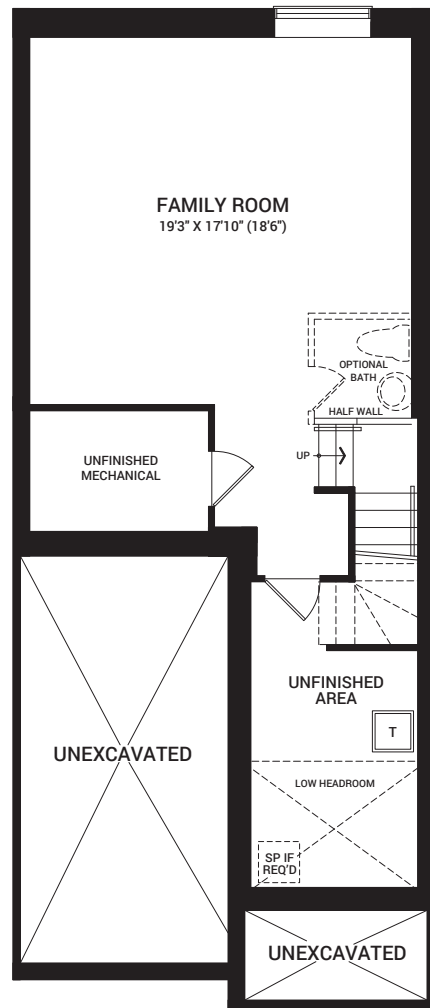 FAMILY ROOM
19'3" X 17'10" (18'6")
OPTIONAL
BATH
HALF WALL
UP
UNFINISHED
MECHANICAL
UNFINISHED
AREA
T
UNEXCAVATED
LOW HEADROOM
SP IF
REQ'D
UNEXCAVATED